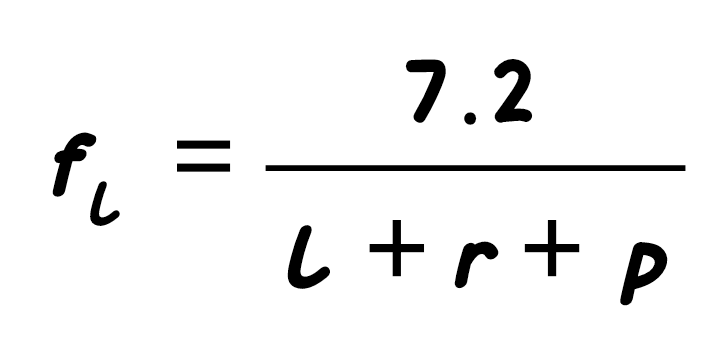 f_l = 7.2 / (l + r + p)